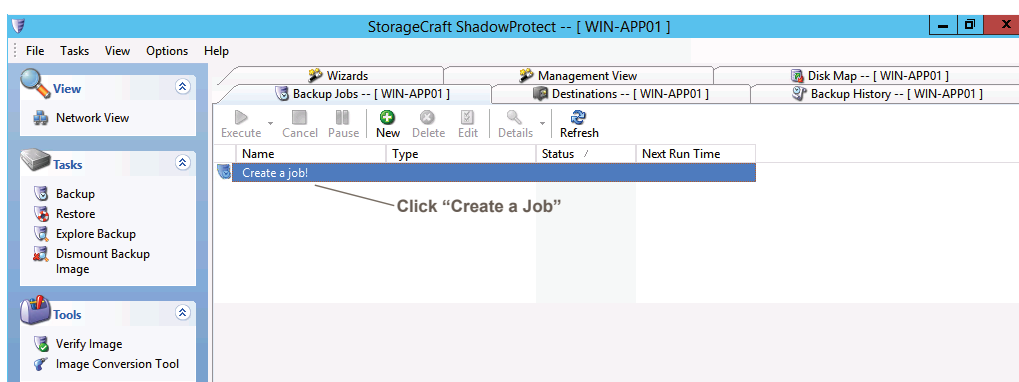 StorageCraft ShadowProtect -- [ WIN-APP01 ]
File Tasks View Options Help
View
Network View
Tasks
Backup
Restore
Explore Backup
Dismount Backup
Image
Tools
Verify Image
Image Conversion Tool
Wizards Management View Disk Map -- [ WIN-APP01 ]
Backup Jobs -- [ WIN-APP01 ] Destinations -- [ WIN-APP01 ] Backup History -- [ WIN-APP01 ]
Execute Cancel Pause New Delete Edit Details Refresh
Name Type Status / Next Run Time
Create a job!
Click “Create a Job”